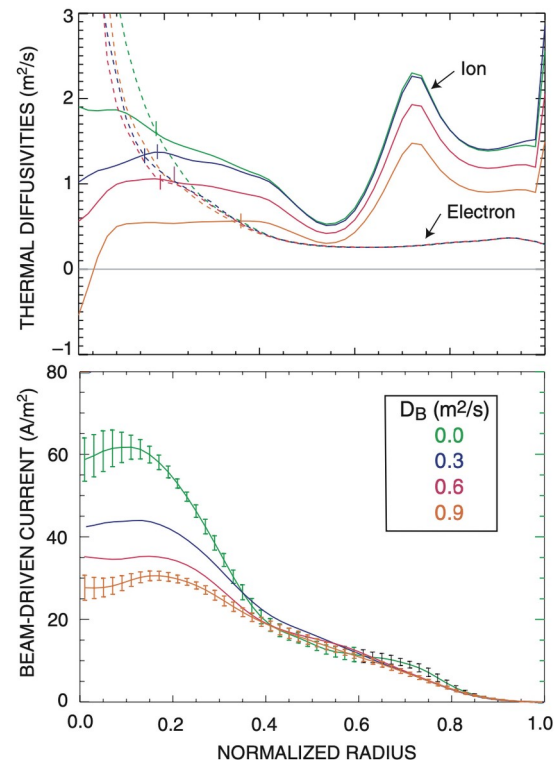 THERMAL DIFFUSIVITIES (m²/s)
3
2
1
0
−1
Ion
Electron
BEAM-DRIVEN CURRENT (A/m²)
80
60
40
20
0
D_B (m²/s)
0.0
0.3
0.6
0.9
0.0 0.2 0.4 0.6 0.8 1.0
NORMALIZED RADIUS